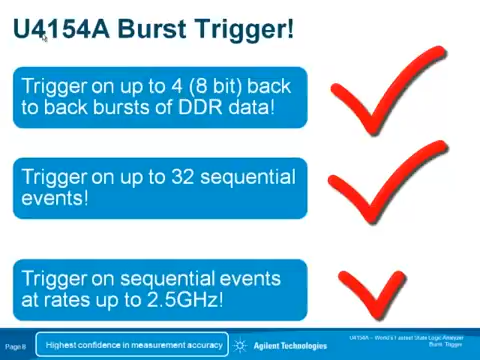 U4154A Burst Trigger!
Trigger on up to 4 (8 bit) back
to back bursts of DDR data!
Trigger on up to 32 sequential
events!
Trigger on sequential events
at rates up to 2.5GHz!
Page 8
Highest confidence in measurement accuracy
Agilent Technologies
U4154A – World's Fastest State Logic Analyzer
Burst Trigger